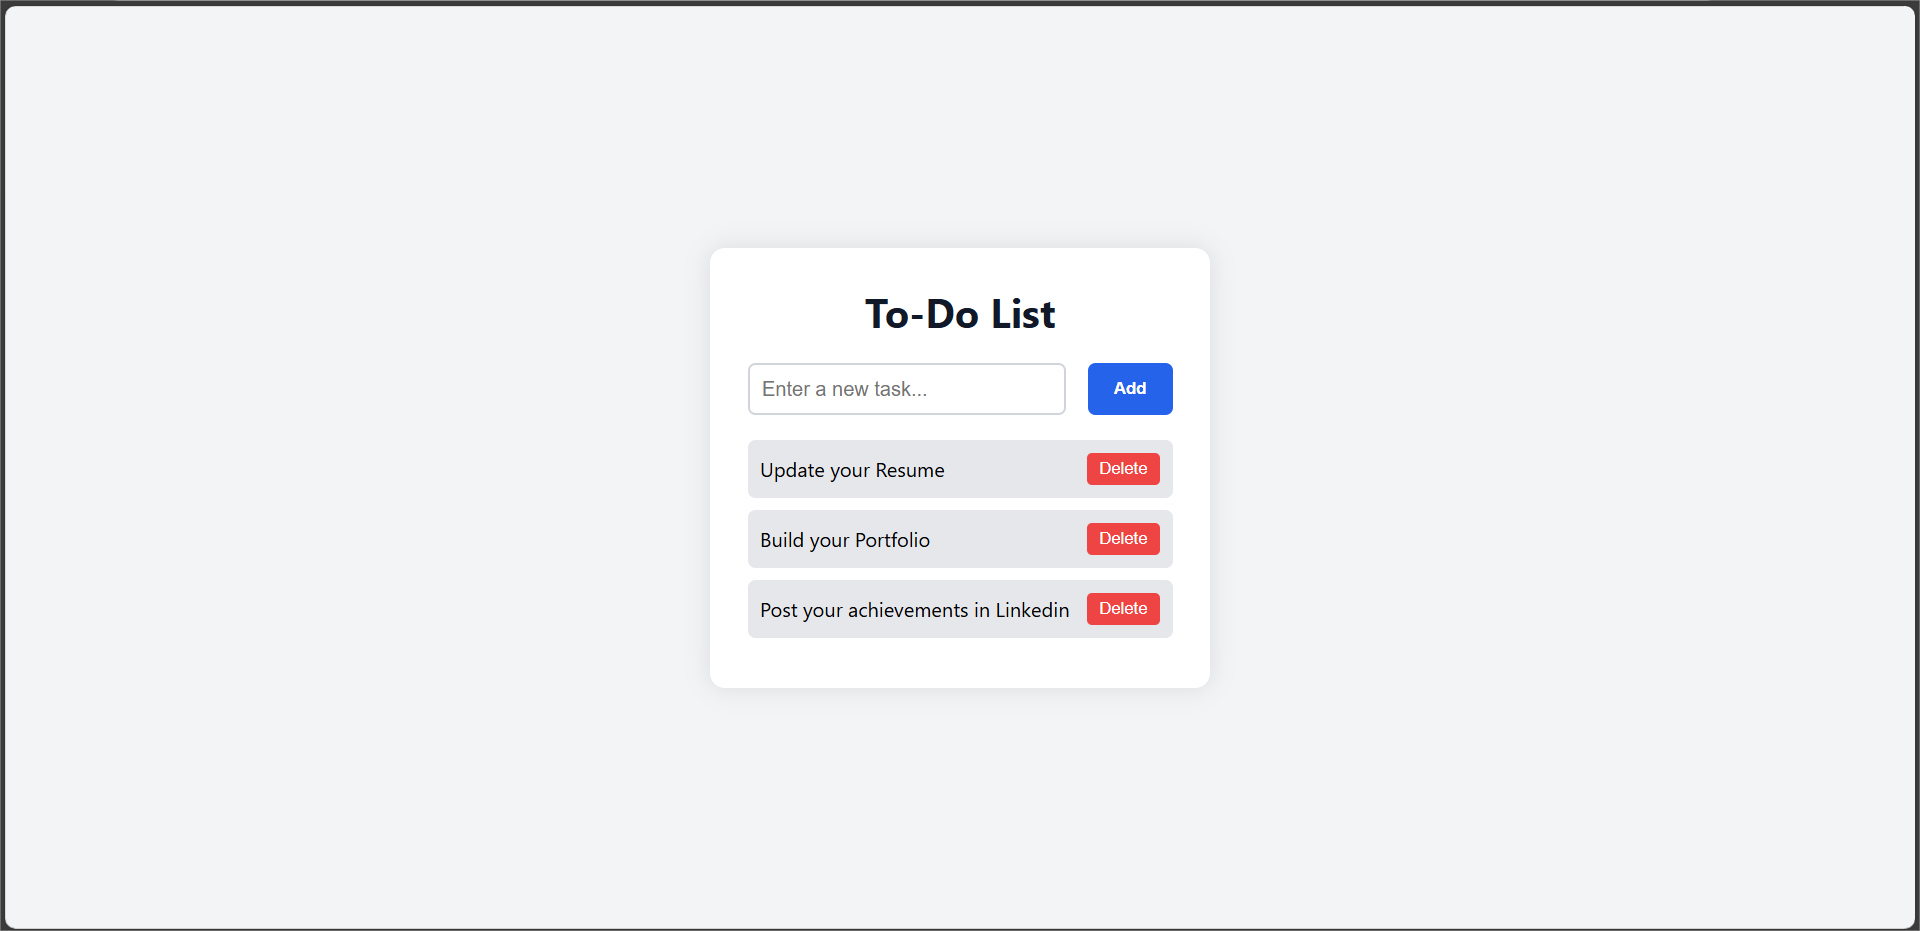 To-Do List
Enter a new task...
Add
Update your Resume
Delete
Build your Portfolio
Delete
Post your achievements in Linkedin
Delete